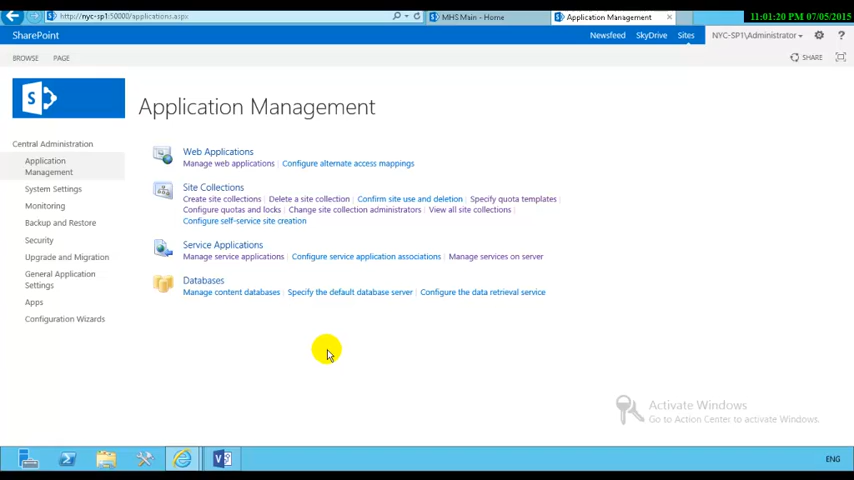 http://nyc-sp1:50000/applications.aspx
MHS Main - Home
Application Management
11:01:20 PM 07/05/2015
SharePoint
Newsfeed SkyDrive Sites NYC-SP1\Administrator
BROWSE PAGE
SHARE
S
Application Management
Central Administration
Application
Management
System Settings
Monitoring
Backup and Restore
Security
Upgrade and Migration
General Application
Settings
Apps
Configuration Wizards
Web Applications
Manage web applications | Configure alternate access mappings
Site Collections
Create site collections | Delete a site collection | Confirm site use and deletion | Specify quota templates |
Configure quotas and locks | Change site collection administrators | View all site collections |
Configure self-service site creation
Service Applications
Manage service applications | Configure service application associations | Manage services on server
Databases
Manage content databases | Specify the default database server | Configure the data retrieval service
Activate Windows
Go to Action Center to activate Windows.
ENG